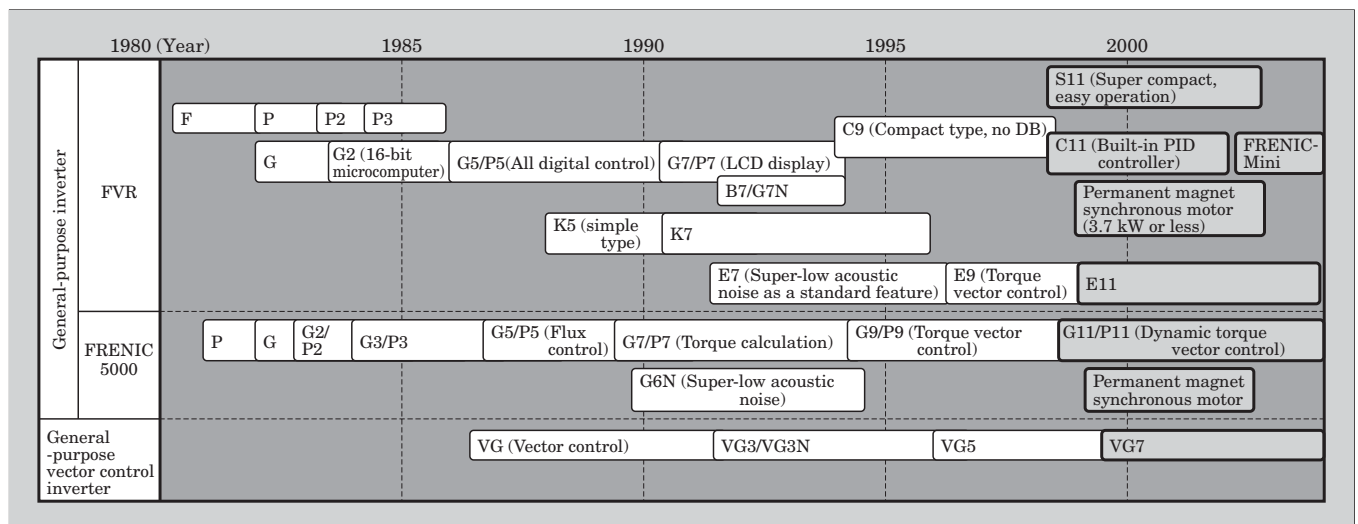 1980 (Year) 1985 1990 1995 2000
General-purpose inverter
FVR
S11 (Super compact,
easy operation)
F P P2 P3
C9 (Compact type, no DB)
C11 (Built-in PID
controller)
FRENIC-
Mini
G
G2 (16-bit
microcomputer)
G5/P5(All digital control)
G7/P7 (LCD display)
B7/G7N
Permanent magnet
synchronous motor
(3.7 kW or less)
K5 (simple
type)
K7
E7 (Super-low acoustic
noise as a standard feature)
E9 (Torque
vector control)
E11
FRENIC
5000
P G
G2/
P2
G3/P3
G5/P5 (Flux
control)
G7/P7 (Torque calculation)
G9/P9 (Torque vector
control)
G11/P11 (Dynamic torque
vector control)
G6N (Super-low acoustic
noise)
Permanent magnet
synchronous motor
General
-purpose
vector control
inverter
VG (Vector control) VG3/VG3N VG5 VG7